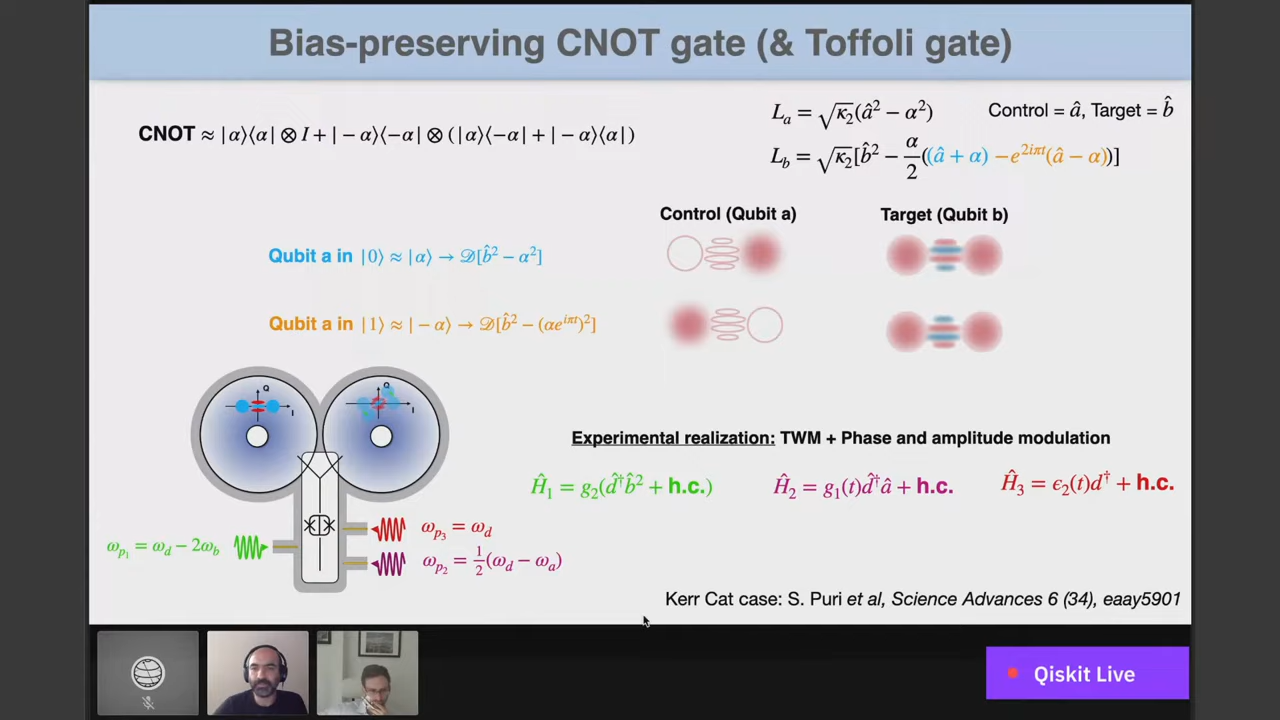 Bias-preserving CNOT gate (& Toffoli gate)
CNOT ≈ |α⟩⟨α| ⊗ I + |−α⟩⟨−α| ⊗ (|α⟩⟨−α| + |−α⟩⟨α|)
L_a = √κ₂(â² − α²)
Control = â, Target = b̂
L_b = √κ₂[b̂² − α/2((â + α) −e^{2iπt}(â − α))]
Control (Qubit a)
Target (Qubit b)
Qubit a in |0⟩ ≈ |α⟩ → 𝒟[b̂² − α²]
Qubit a in |1⟩ ≈ |−α⟩ → 𝒟[b̂² − (αe^{iπt})²]
Q
I
Q
I
Experimental realization: TWM + Phase and amplitude modulation
Ĥ₁ = g₂(d̂†b̂² + h.c.)
Ĥ₂ = g₁(t)d̂†â + h.c.
Ĥ₃ = ϵ₂(t)d† + h.c.
ω_{p₁} = ω_d − 2ω_b
ω_{p₃} = ω_d
ω_{p₂} = ½(ω_d − ω_a)
Kerr Cat case: S. Puri et al, Science Advances 6 (34), eaay5901
Qiskit Live